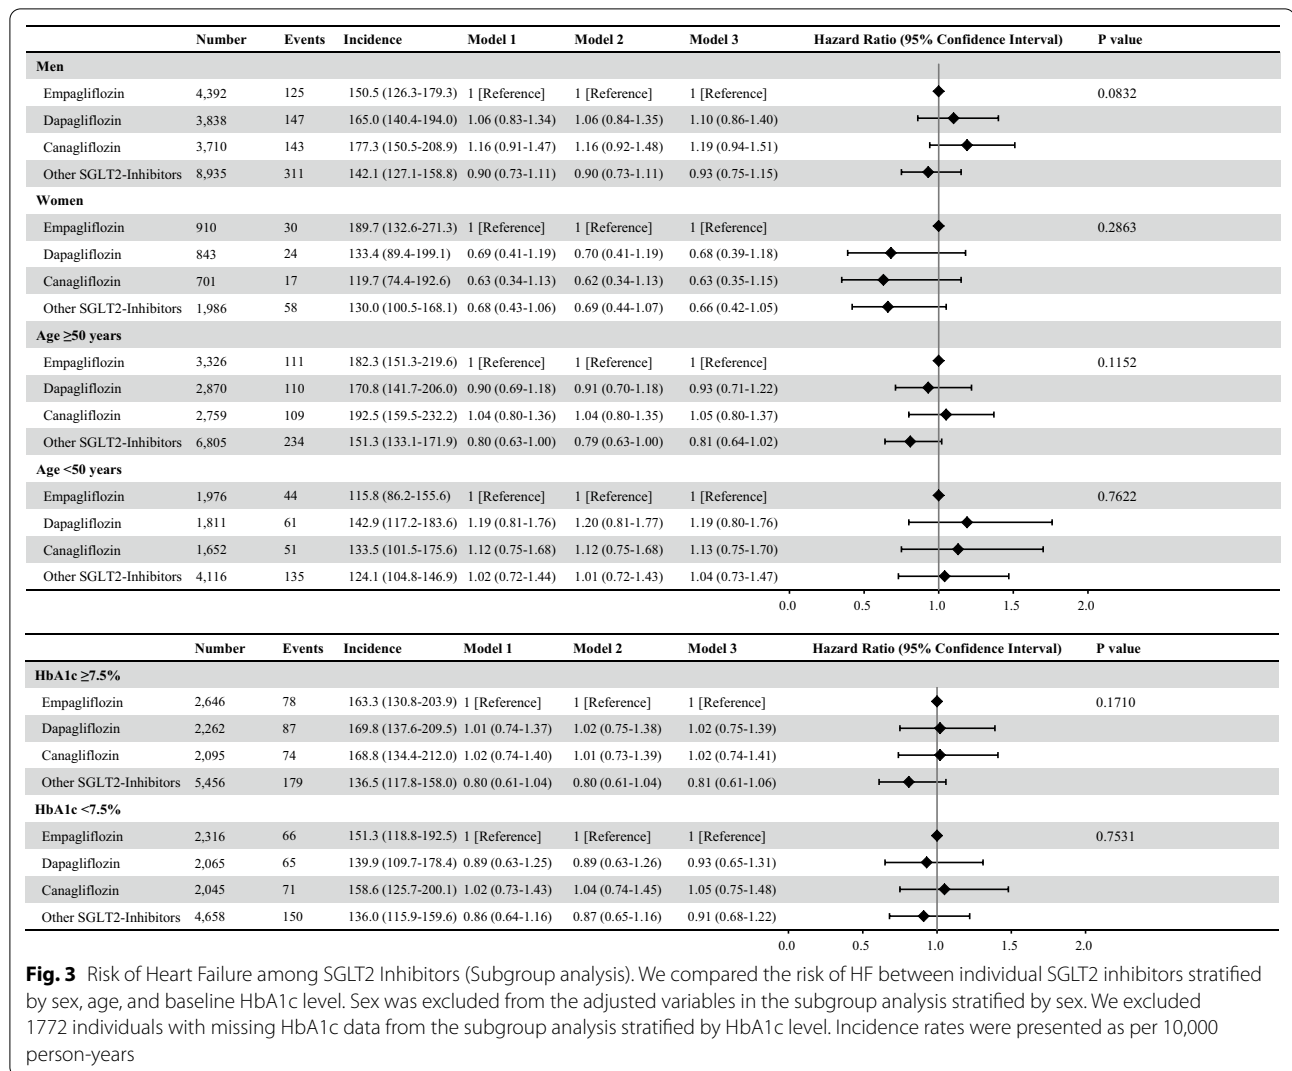 Number Events Incidence Model 1 Model 2 Model 3 Hazard Ratio (95% Confidence Interval) P value
Men
Empagliflozin 4,392 125 150.5 (126.3-179.3) 1 [Reference] 1 [Reference] 1 [Reference] 0.0832
Dapagliflozin 3,838 147 165.0 (140.4-194.0) 1.06 (0.83-1.34) 1.06 (0.84-1.35) 1.10 (0.86-1.40)
Canagliflozin 3,710 143 177.3 (150.5-208.9) 1.16 (0.91-1.47) 1.16 (0.92-1.48) 1.19 (0.94-1.51)
Other SGLT2-Inhibitors 8,935 311 142.1 (127.1-158.8) 0.90 (0.73-1.11) 0.90 (0.73-1.11) 0.93 (0.75-1.15)
Women
Empagliflozin 910 30 189.7 (132.6-271.3) 1 [Reference] 1 [Reference] 1 [Reference] 0.2863
Dapagliflozin 843 24 133.4 (89.4-199.1) 0.69 (0.41-1.19) 0.70 (0.41-1.19) 0.68 (0.39-1.18)
Canagliflozin 701 17 119.7 (74.4-192.6) 0.63 (0.34-1.13) 0.62 (0.34-1.13) 0.63 (0.35-1.15)
Other SGLT2-Inhibitors 1,986 58 130.0 (100.5-168.1) 0.68 (0.43-1.06) 0.69 (0.44-1.07) 0.66 (0.42-1.05)
Age ≥50 years
Empagliflozin 3,326 111 182.3 (151.3-219.6) 1 [Reference] 1 [Reference] 1 [Reference] 0.1152
Dapagliflozin 2,870 110 170.8 (141.7-206.0) 0.90 (0.69-1.18) 0.91 (0.70-1.18) 0.93 (0.71-1.22)
Canagliflozin 2,759 109 192.5 (159.5-232.2) 1.04 (0.80-1.36) 1.04 (0.80-1.35) 1.05 (0.80-1.37)
Other SGLT2-Inhibitors 6,805 234 151.3 (133.1-171.9) 0.80 (0.63-1.00) 0.79 (0.63-1.00) 0.81 (0.64-1.02)
Age <50 years
Empagliflozin 1,976 44 115.8 (86.2-155.6) 1 [Reference] 1 [Reference] 1 [Reference] 0.7622
Dapagliflozin 1,811 61 142.9 (117.2-183.6) 1.19 (0.81-1.76) 1.20 (0.81-1.77) 1.19 (0.80-1.76)
Canagliflozin 1,652 51 133.5 (101.5-175.6) 1.12 (0.75-1.68) 1.12 (0.75-1.68) 1.13 (0.75-1.70)
Other SGLT2-Inhibitors 4,116 135 124.1 (104.8-146.9) 1.02 (0.72-1.44) 1.01 (0.72-1.43) 1.04 (0.73-1.47)
0.0 0.5 1.0 1.5 2.0
Number Events Incidence Model 1 Model 2 Model 3 Hazard Ratio (95% Confidence Interval) P value
HbA1c ≥7.5%
Empagliflozin 2,646 78 163.3 (130.8-203.9) 1 [Reference] 1 [Reference] 1 [Reference] 0.1710
Dapagliflozin 2,262 87 169.8 (137.6-209.5) 1.01 (0.74-1.37) 1.02 (0.75-1.38) 1.02 (0.75-1.39)
Canagliflozin 2,095 74 168.8 (134.4-212.0) 1.02 (0.74-1.40) 1.01 (0.73-1.39) 1.02 (0.74-1.41)
Other SGLT2-Inhibitors 5,456 179 136.5 (117.8-158.0) 0.80 (0.61-1.04) 0.80 (0.61-1.04) 0.81 (0.61-1.06)
HbA1c <7.5%
Empagliflozin 2,316 66 151.3 (118.8-192.5) 1 [Reference] 1 [Reference] 1 [Reference] 0.7531
Dapagliflozin 2,065 65 139.9 (109.7-178.4) 0.89 (0.63-1.25) 0.89 (0.63-1.26) 0.93 (0.65-1.31)
Canagliflozin 2,045 71 158.6 (125.7-200.1) 1.02 (0.73-1.43) 1.04 (0.74-1.45) 1.05 (0.75-1.48)
Other SGLT2-Inhibitors 4,658 150 136.0 (115.9-159.6) 0.86 (0.64-1.16) 0.87 (0.65-1.16) 0.91 (0.68-1.22)
0.0 0.5 1.0 1.5 2.0
Fig. 3 Risk of Heart Failure among SGLT2 Inhibitors (Subgroup analysis). We compared the risk of HF between individual SGLT2 inhibitors stratified
by sex, age, and baseline HbA1c level. Sex was excluded from the adjusted variables in the subgroup analysis stratified by sex. We excluded
1772 individuals with missing HbA1c data from the subgroup analysis stratified by HbA1c level. Incidence rates were presented as per 10,000
person-years